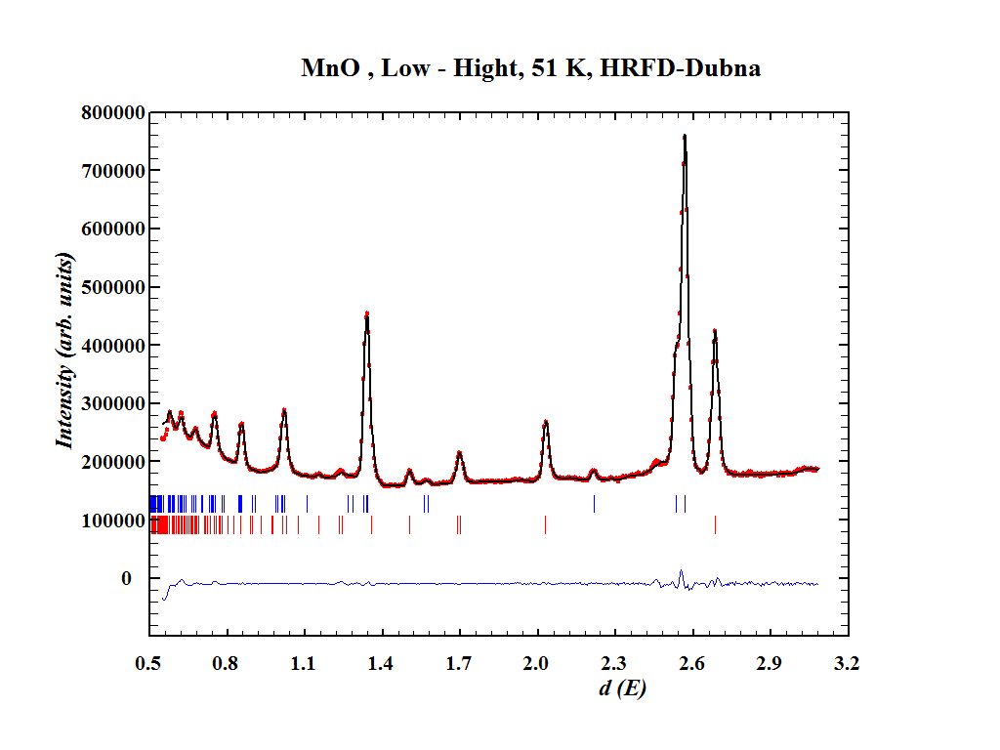 MnO , Low - Hight, 51 K, HRFD-Dubna
800000
700000
600000
500000
400000
300000
200000
100000
0
Intensity (arb. units)
0.5 0.8 1.1 1.4 1.7 2.0 2.3 2.6 2.9 3.2
d (E)